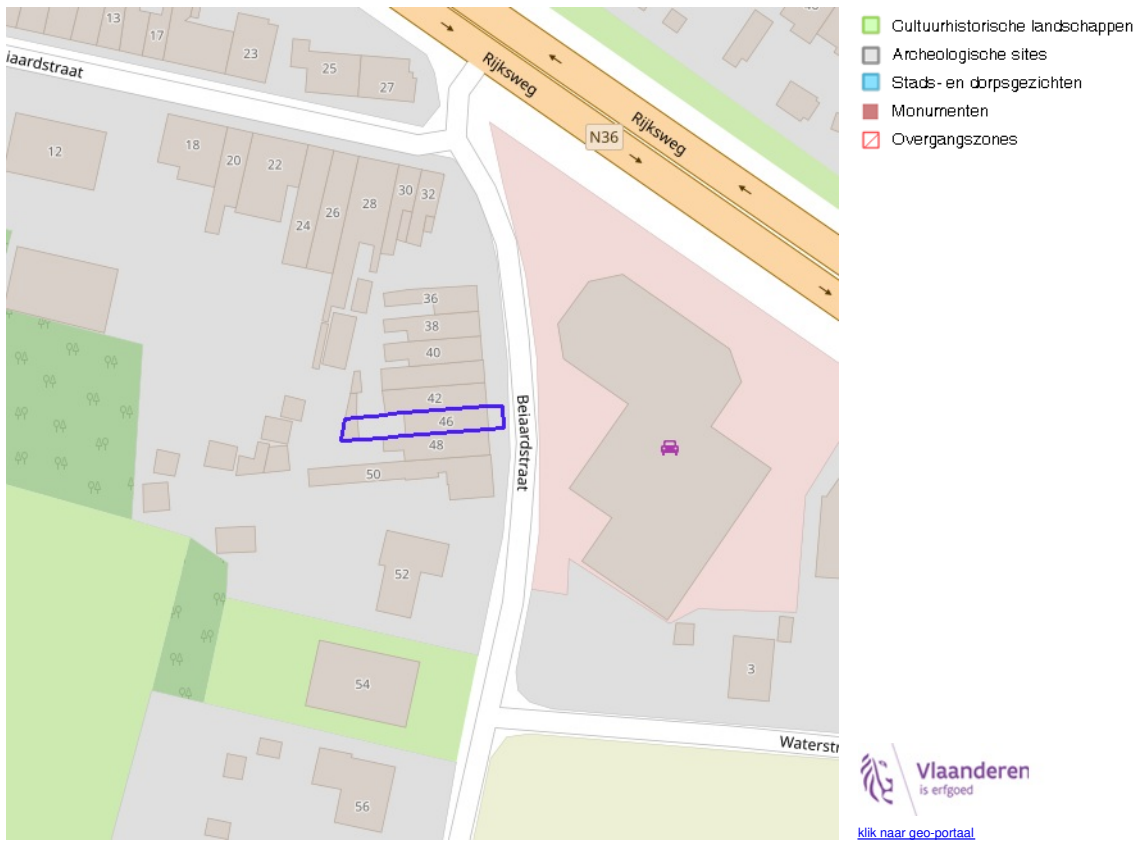 13
17
23
25
27
iaardstraat
Rijksweg
Rijksweg
N36
12
18
20
22
24
26
28
30
32
36
38
40
42
46
48
50
52
54
56
3
Beiaardstraat
Waterstr
Cultuurhistorische landschappen
Archeologische sites
Stads- en dorpsgezichten
Monumenten
Overgangszones
Vlaanderen
is erfgoed
klik naar geo-portaal